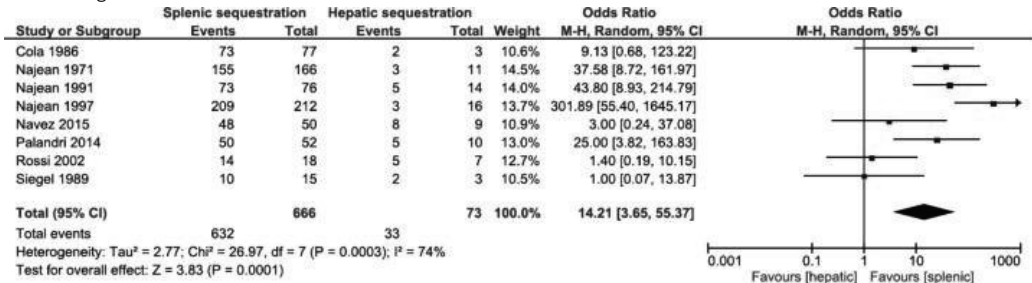 Splenic sequestration Hepatic sequestration Odds Ratio Odds Ratio
Study or Subgroup Events Total Events Total Weight M-H, Random, 95% CI M-H, Random, 95% CI
Cola 1986 73 77 2 3 10.6% 9.13 [0.68, 123.22]
Najean 1971 155 166 3 11 14.5% 37.58 [8.72, 161.97]
Najean 1991 73 76 5 14 14.0% 43.80 [8.93, 214.79]
Najean 1997 209 212 3 16 13.7% 301.89 [55.40, 1645.17]
Navez 2015 48 50 8 9 10.9% 3.00 [0.24, 37.08]
Palandri 2014 50 52 5 10 13.0% 25.00 [3.82, 163.83]
Rossi 2002 14 18 5 7 12.7% 1.40 [0.19, 10.15]
Siegel 1989 10 15 2 3 10.5% 1.00 [0.07, 13.87]
Total (95% CI) 666 73 100.0% 14.21 [3.65, 55.37]
Total events 632 33
Heterogeneity: Tau² = 2.77; Chi² = 26.97, df = 7 (P = 0.0003); I² = 74%
Test for overall effect: Z = 3.83 (P = 0.0001)
0.001 0.1 1 10 1000
Favours [hepatic] Favours [splenic]